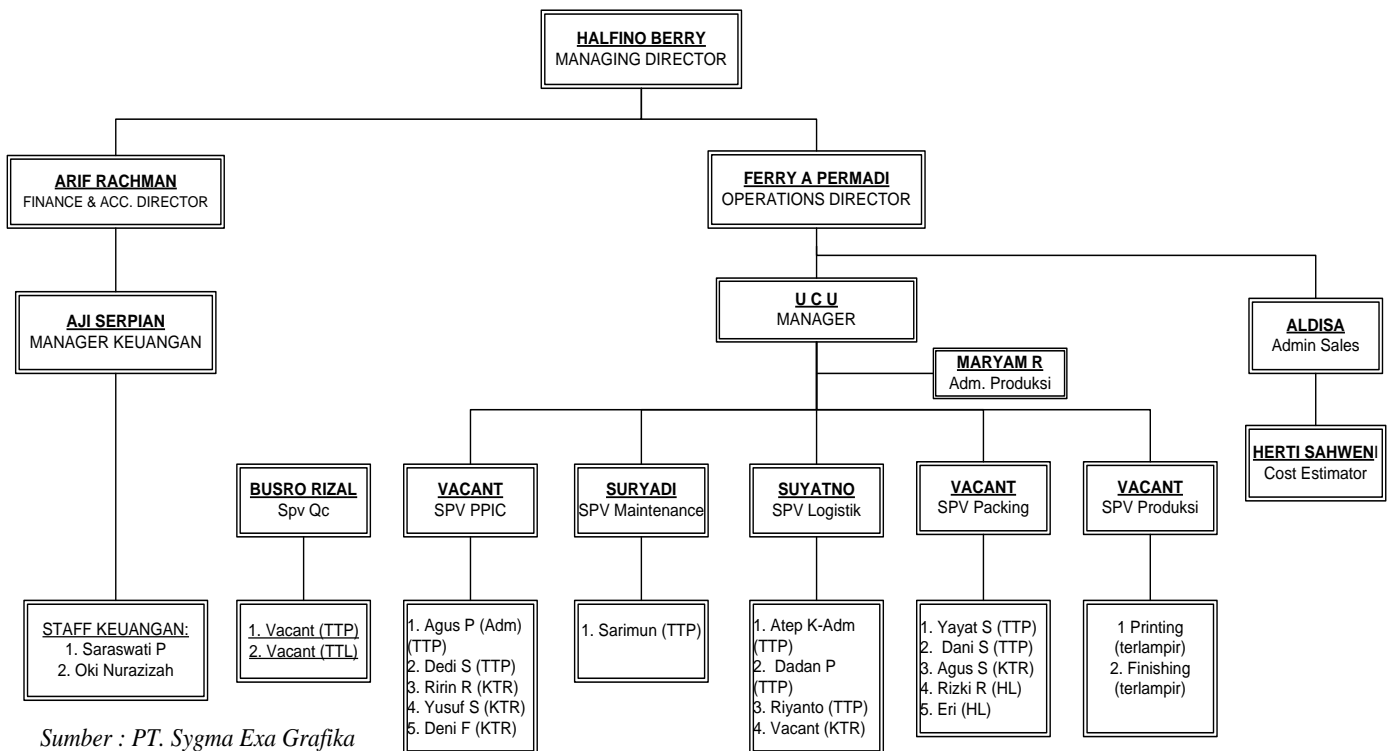 HALFINO BERRY
MANAGING DIRECTOR
ARIF RACHMAN
FINANCE & ACC. DIRECTOR
FERRY A PERMADI
OPERATIONS DIRECTOR
AJI SERPIAN
MANAGER KEUANGAN
U C U
MANAGER
ALDISA
Admin Sales
MARYAM R
Adm. Produksi
HERTI SAHWENI
Cost Estimator
BUSRO RIZAL
Spv Qc
VACANT
SPV PPIC
SURYADI
SPV Maintenance
SUYATNO
SPV Logistik
VACANT
SPV Packing
VACANT
SPV Produksi
STAFF KEUANGAN:
1. Saraswati P
2. Oki Nurazizah
1. Vacant (TTP)
2. Vacant (TTL)
1. Agus P (Adm)
(TTP)
2. Dedi S (TTP)
3. Ririn R (KTR)
4. Yusuf S (KTR)
5. Deni F (KTR)
1. Sarimun (TTP)
1. Atep K-Adm
(TTP)
2. Dadan P
(TTP)
3. Riyanto (TTP)
4. Vacant (KTR)
1. Yayat S (TTP)
2. Dani S (TTP)
3. Agus S (KTR)
4. Rizki R (HL)
5. Eri (HL)
1 Printing
(terlampir)
2. Finishing
(terlampir)
Sumber : PT. Sygma Exa Grafika